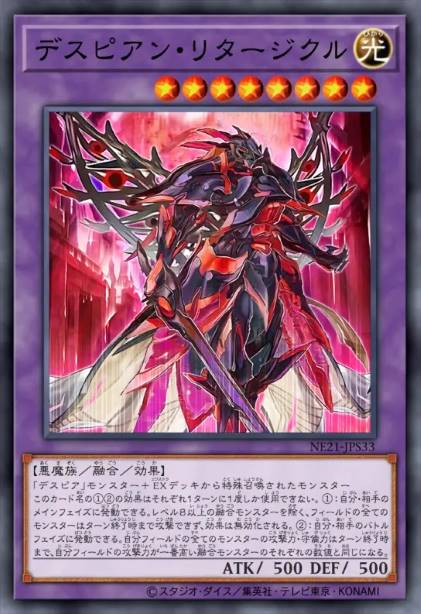 デスピアン・リタージクル
光
NE21-JPS33
【悪魔族／融合／効果】
「デスピア」モンスター＋EXデッキから特殊召喚されたモンスター
このカード名の①②の効果はそれぞれ1ターンに1度しか使用できない。①：自分・相手の
メインフェイズに発動できる。レベル8以上の融合モンスターを除く、フィールドの全ての
モンスターはターン終了時まで攻撃できず、効果は無効化される。②：自分・相手のバトル
フェイズに発動できる。自分フィールドの全てのモンスターの攻撃力・守備力はターン終了時
まで、自分フィールドの攻撃力が一番高い融合モンスターのそれぞれの数値と同じになる。
ATK／ 500 DEF／ 500
©スタジオ・ダイス／集英社・テレビ東京・KONAMI